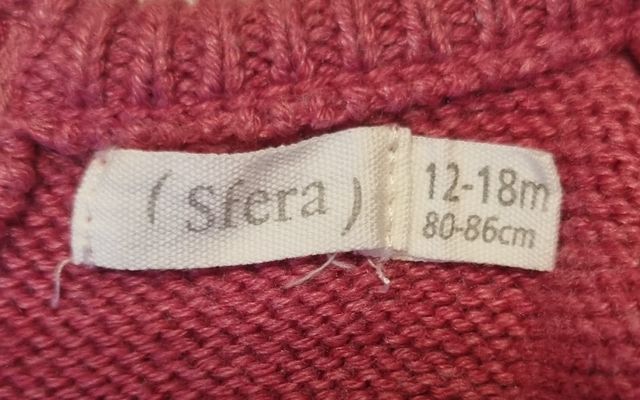 ( Sfera )
12-18m
80-86cm